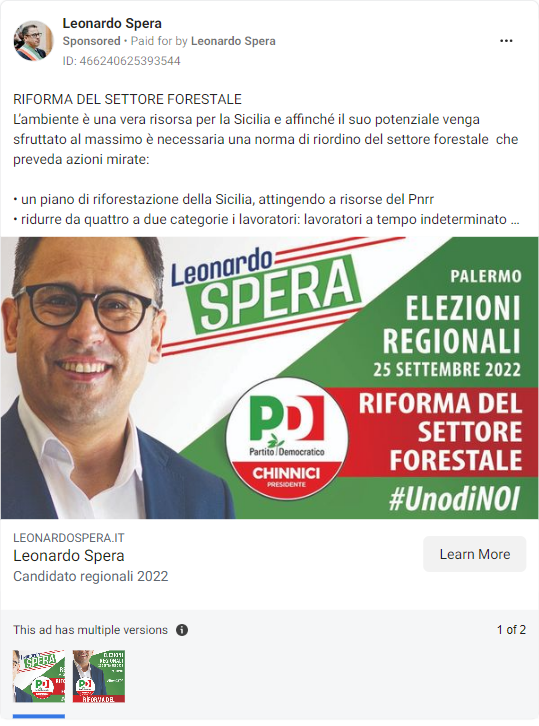 Leonardo Spera
Sponsored • Paid for by Leonardo Spera
ID: 466240625393544
RIFORMA DEL SETTORE FORESTALE
L'ambiente è una vera risorsa per la Sicilia e affinché il suo potenziale venga
sfruttato al massimo è necessaria una norma di riordino del settore forestale che
preveda azioni mirate:
• un piano di riforestazione della Sicilia, attingendo a risorse del Pnrr
• ridurre da quattro a due categorie i lavoratori: lavoratori a tempo indeterminato ...
Leonardo
SPERA
PALERMO
ELEZIONI
REGIONALI
25 SETTEMBRE 2022
RIFORMA DEL
SETTORE
FORESTALE
#UnodiNOI
PD
Partito Democratico
CHINNICI
PRESIDENTE
LEONARDOSPERA.IT
Leonardo Spera
Candidato regionali 2022
Learn More
This ad has multiple versions
1 of 2